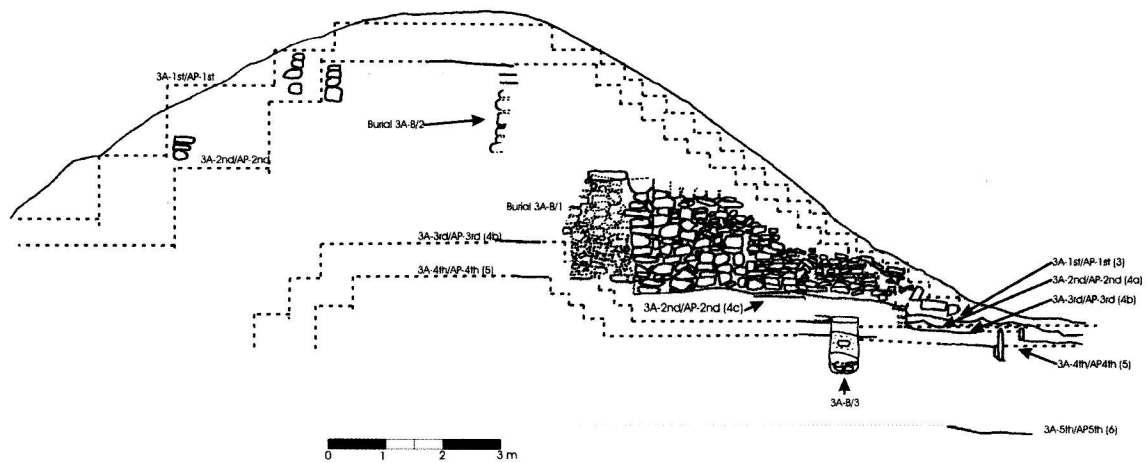 3A-1st/AP-1st
Burial 3A-B/2
3A-2nd/AP-2nd
Burial 3A-B/1
3A-3rd/AP-3rd (4b)
3A-4th/AP-4th (5)
3A-1st/AP-1st (3)
3A-2nd/AP-2nd (4a)
3A-3rd/AP-3rd (4b)
3A-2nd/AP-2nd (4c)
3A-4th/AP4th (5)
3A-B/3
3A-5th/AP5th (6)
0 1 2 3 m